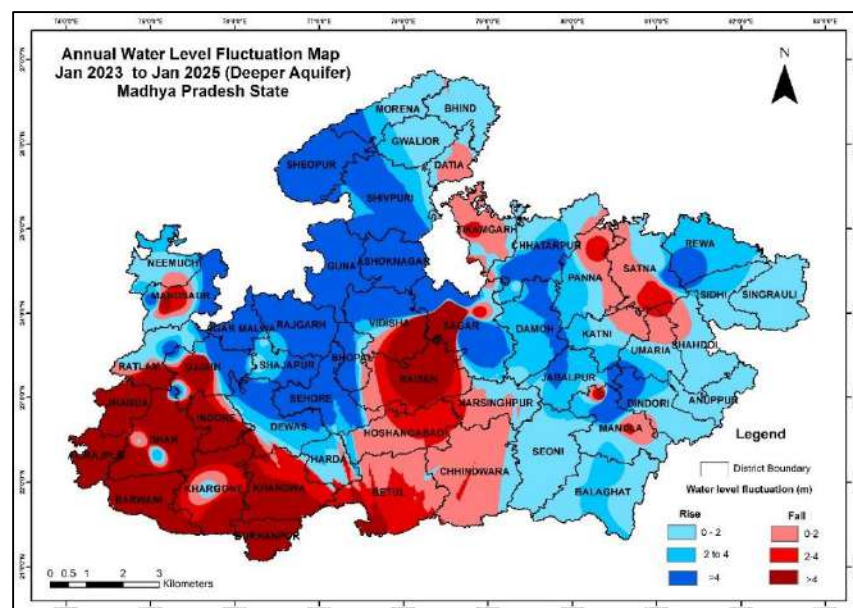 Annual Water Level Fluctuation Map
Jan 2023 to Jan 2025 (Deeper Aquifer)
Madhya Pradesh State
N
MORENA
BHIND
GWALIOR
DATIA
SHEOPUR
SHIVPURI
TIKAMGARH
CHHATARPUR
REWA
NEEMUCH
GUNA
ASHOKNAGAR
PANNA
SATNA
SIDHI
SINGRAULI
MANDSAUR
AGAR MALWA
RAJGARH
VIDISHA
SAGAR
DAMOH
KATNI
UMARIA
SHAHDOL
RATLAM
UJJAIN
SHAJAPUR
BHOPAL
RAISEN
JABALPUR
DINDORI
ANUPPUR
JHABUA
INDORE
SEHORE
NARSINGHPUR
DEWAS
HOSHANGABAD
MANDLA
DHAR
HARDA
CHHINDWARA
SEONI
BARWANI
KHARGONE
KHANDWA
BETUL
BALAGHAT
BURHANPUR
Legend
District Boundary
Water level fluctuation (m)
Rise
Fall
0 - 2
0-2
2 to 4
2-4
>4
>4
0 0.5 1 2 3
Kilometers